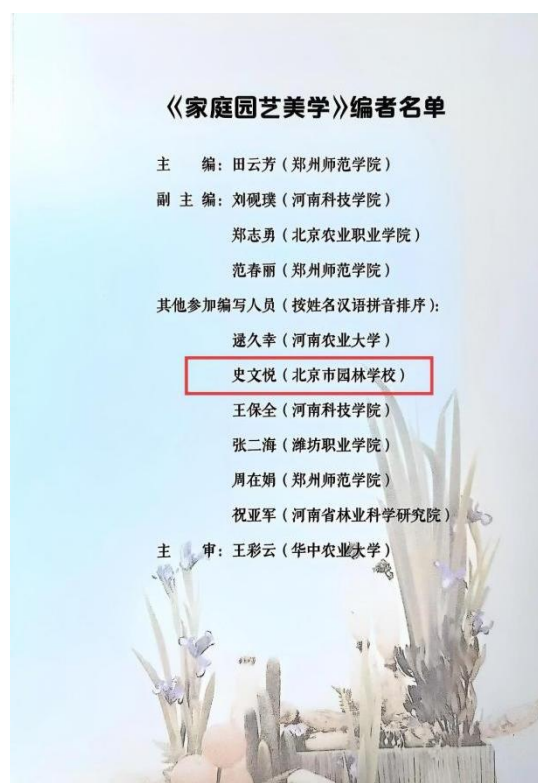 《家庭园艺美学》编者名单
主 编：田云芳（郑州师范学院）
副 主 编：刘砚璞（河南科技学院）
郑志勇（北京农业职业学院）
范春丽（郑州师范学院）
其他参加编写人员（按姓名汉语拼音排序）：
逯久幸（河南农业大学）
史文悦（北京市园林学校）
王保全（河南科技学院）
张二海（潍坊职业学院）
周在娟（郑州师范学院）
祝亚军（河南省林业科学研究院）
主 审：王彩云（华中农业大学）